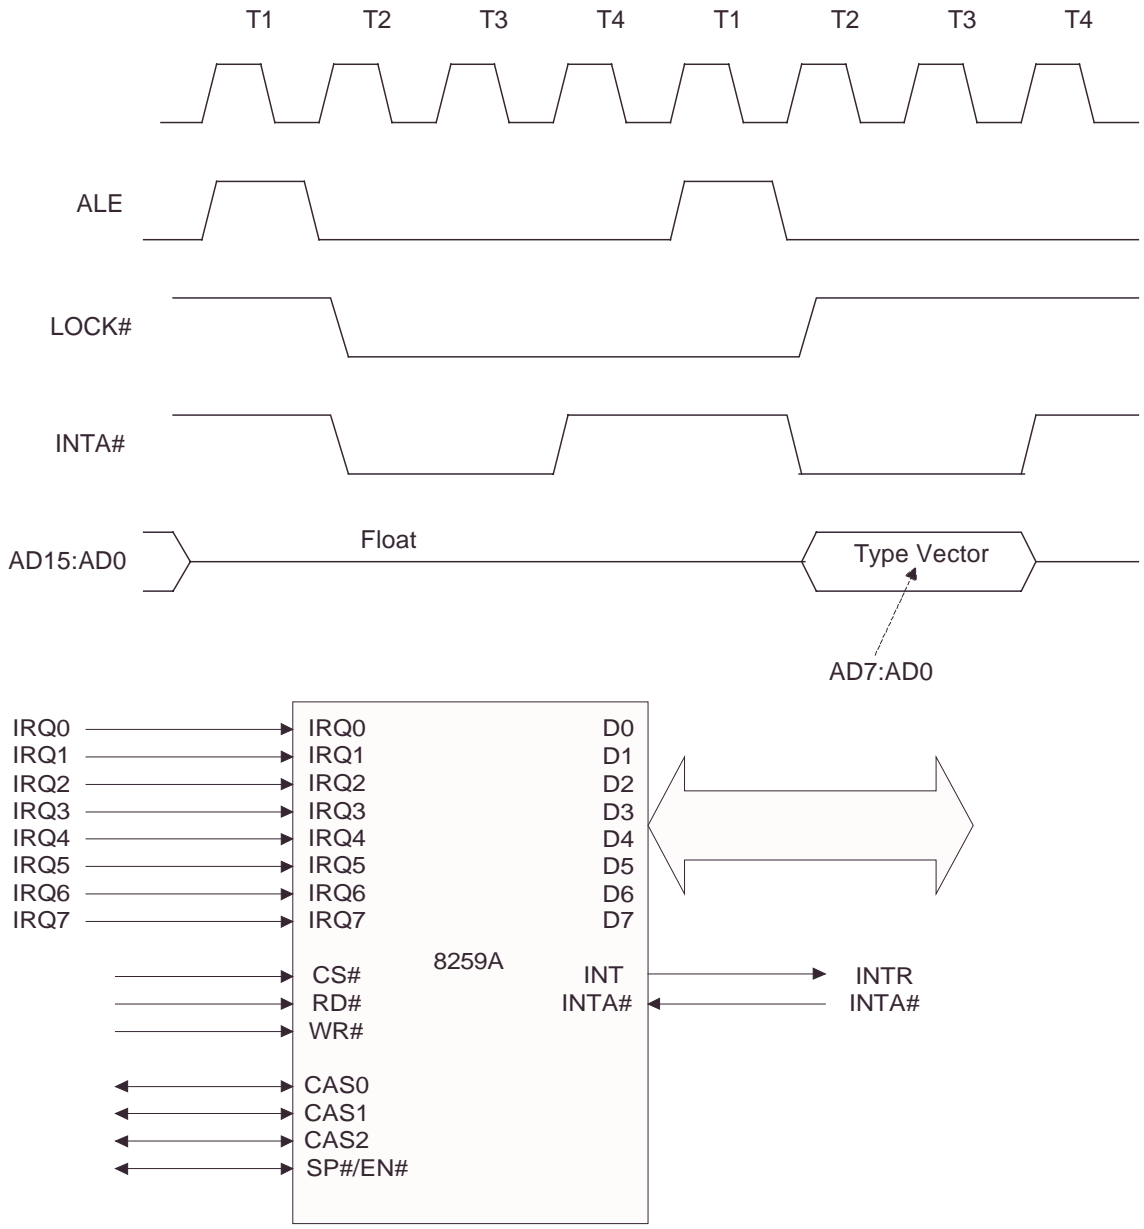 T1 T2 T3 T4 T1 T2 T3 T4
ALE
LOCK#
INTA#
AD15:AD0 Float Type Vector
AD7:AD0
IRQ0 IRQ0 D0
IRQ1 IRQ1 D1
IRQ2 IRQ2 D2
IRQ3 IRQ3 D3
IRQ4 IRQ4 D4
IRQ5 IRQ5 D5
IRQ6 IRQ6 D6
IRQ7 IRQ7 D7
8259A
CS# INT INTR
RD# INTA# INTA#
WR#
CAS0
CAS1
CAS2
SP#/EN#